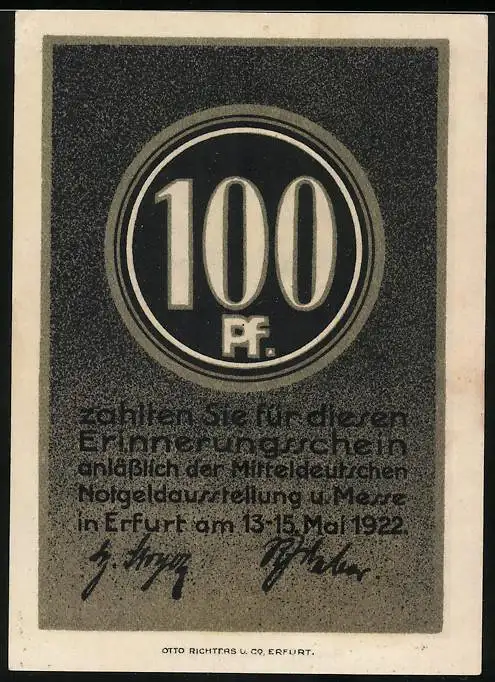 100
Pf.
zahlten Sie für diesen
Erinnerungsschein
anläßlich der Mitteldeutschen
Notgeldausstellung u. Messe
in Erfurt am 13-15. Mai 1922.
OTTO RICHTERS U. CO, ERFURT.